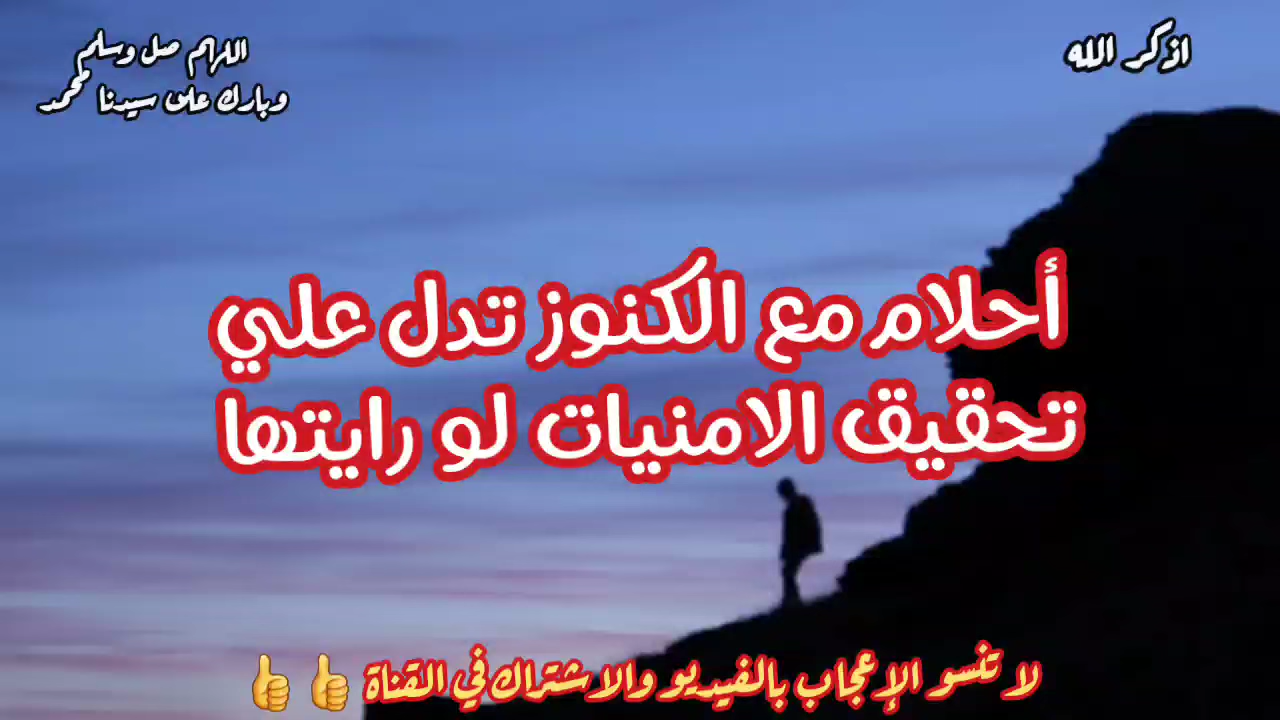 اذكر الله
اللهم صل وسلم
وبارك على سيدنا محمد
أحلام مع الكنوز تدل علي
تحقيق الامنيات لو رايتها
لا تنسو الإعجاب بالفيديو والاشتراك في القناة 👍👍